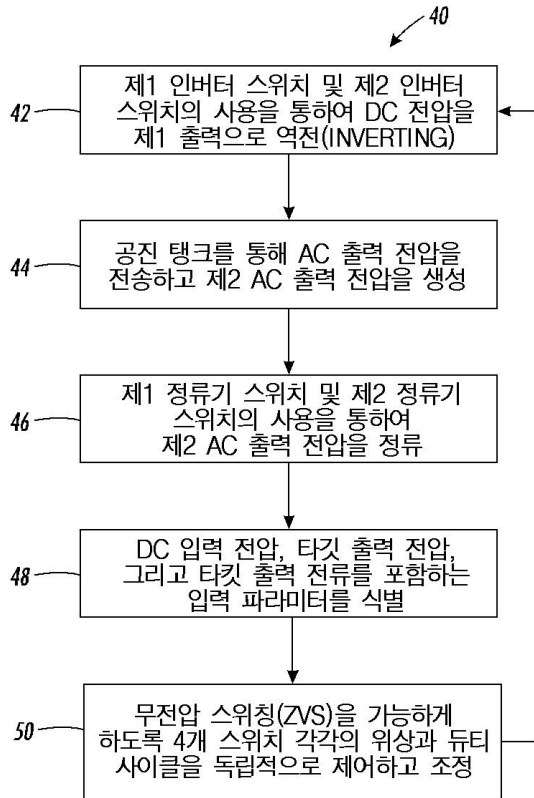 40
42
제1 인버터 스위치 및 제2 인버터
스위치의 사용을 통하여 DC 전압을
제1 출력으로 역전(INVERTING)
44
공진 탱크를 통해 AC 출력 전압을
전송하고 제2 AC 출력 전압을 생성
46
제1 정류기 스위치 및 제2 정류기
스위치의 사용을 통하여
제2 AC 출력 전압을 정류
48
DC 입력 전압, 타깃 출력 전압,
그리고 타킷 출력 전류를 포함하는
입력 파라미터를 식별
50
무전압 스위칭(ZVS)을 가능하게
하도록 4개 스위치 각각의 위상과 듀티
사이클을 독립적으로 제어하고 조정